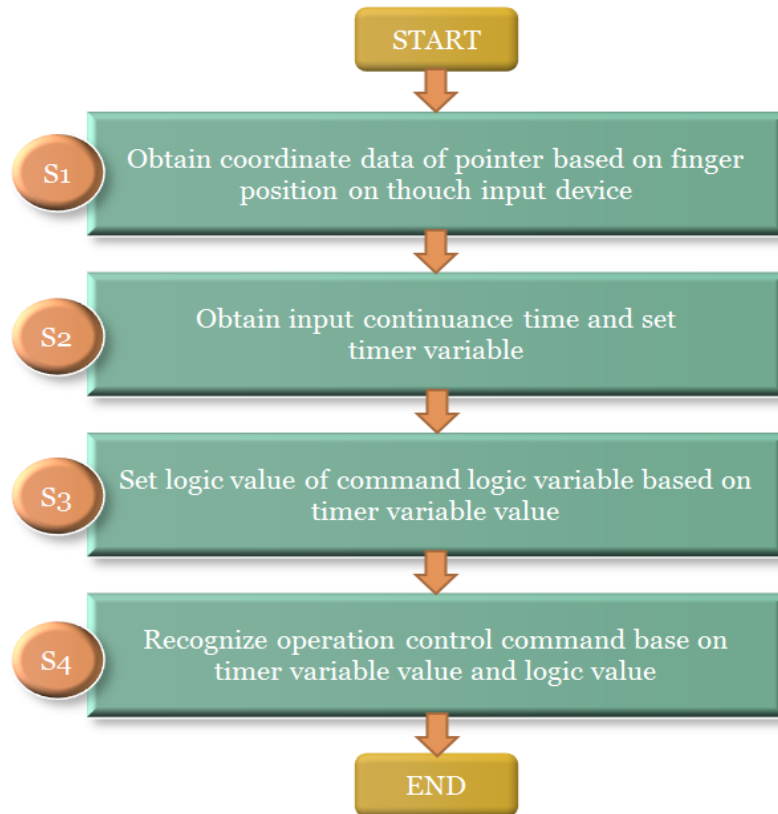 START
S1
Obtain coordinate data of pointer based on finger
position on thouch input device
S2
Obtain input continuance time and set
timer variable
S3
Set logic value of command logic variable based on
timer variable value
S4
Recognize operation control command base on
timer variable value and logic value
END